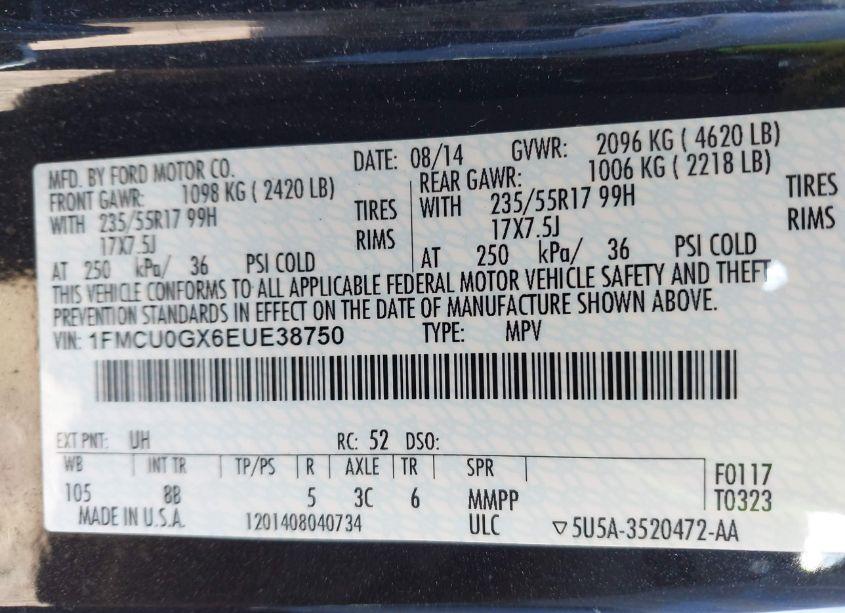 MFD. BY FORD MOTOR CO. DATE: 08/14 GVWR: 2096 KG ( 4620 LB)
FRONT GAWR: 1098 KG ( 2420 LB) REAR GAWR: 1006 KG ( 2218 LB)
WITH 235/55R17 99H TIRES WITH 235/55R17 99H TIRES
17X7.5J RIMS 17X7.5J RIMS
AT 250 kPa/ 36 PSI COLD AT 250 kPa/ 36 PSI COLD
THIS VEHICLE CONFORMS TO ALL APPLICABLE FEDERAL MOTOR VEHICLE SAFETY AND THEFT
PREVENTION STANDARDS IN EFFECT ON THE DATE OF MANUFACTURE SHOWN ABOVE.
VIN: 1FMCU0GX6EUE38750 TYPE: MPV
EXT PNT: UH RC: 52 DSO:
WB INT TR TP/PS R AXLE TR SPR F0117
105 8B 5 3C 6 MMPP T0323
MADE IN U.S.A. 1201408040734 ULC ▽5U5A-3520472-AA